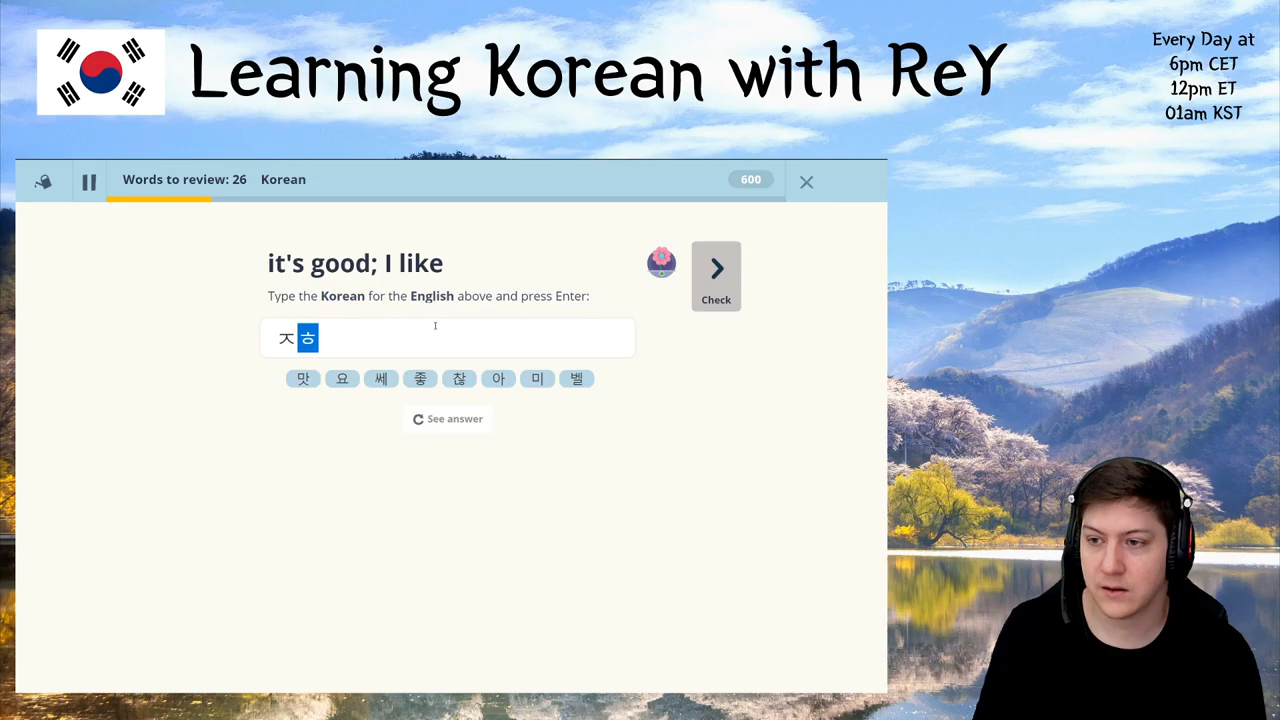 Learning Korean with ReY
Every Day at
6pm CET
12pm ET
01am KST
Words to review: 26 Korean
600
it's good; I like
Type the Korean for the English above and press Enter:
ㅈㅎ
맛 요 쎄 좋 찮 아 미 벨
See answer
Check